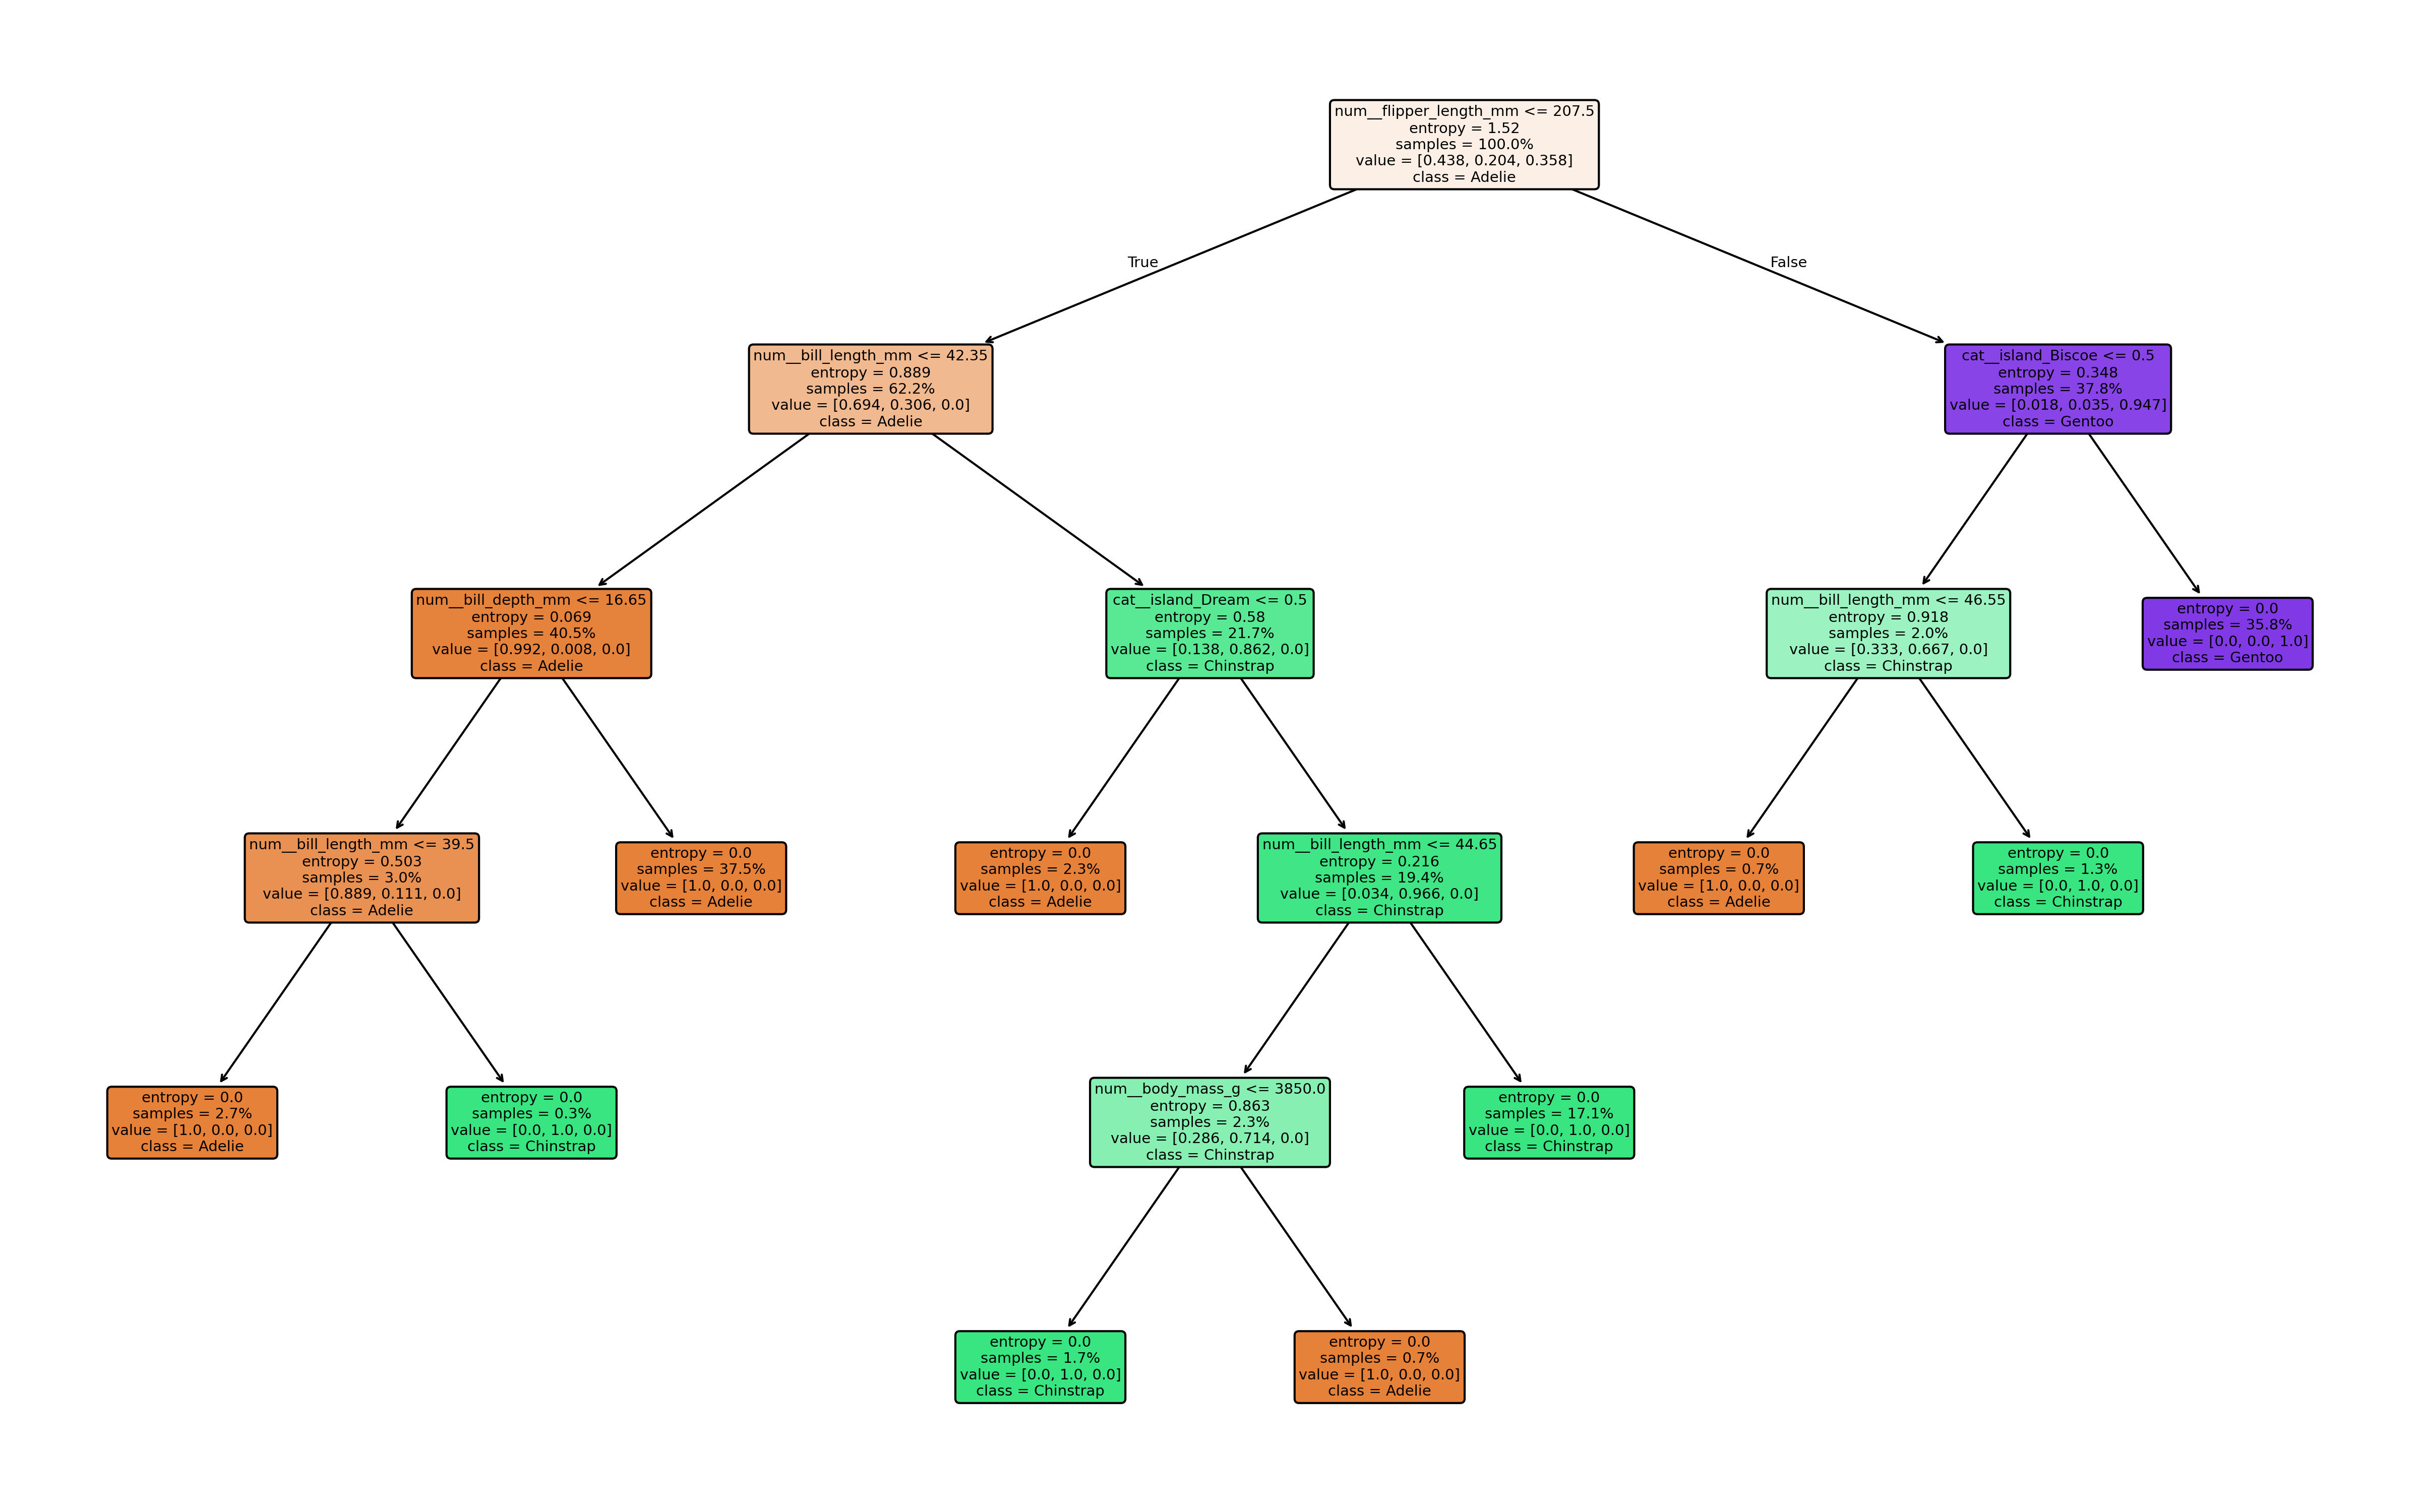 num__flipper_length_mm <= 207.5
entropy = 1.52
samples = 100.0%
value = [0.438, 0.204, 0.358]
class = Adelie
True
False
num__bill_length_mm <= 42.35
entropy = 0.889
samples = 62.2%
value = [0.694, 0.306, 0.0]
class = Adelie
cat__island_Biscoe <= 0.5
entropy = 0.348
samples = 37.8%
value = [0.018, 0.035, 0.947]
class = Gentoo
num__bill_depth_mm <= 16.65
entropy = 0.069
samples = 40.5%
value = [0.992, 0.008, 0.0]
class = Adelie
cat__island_Dream <= 0.5
entropy = 0.58
samples = 21.7%
value = [0.138, 0.862, 0.0]
class = Chinstrap
num__bill_length_mm <= 46.55
entropy = 0.918
samples = 2.0%
value = [0.333, 0.667, 0.0]
class = Chinstrap
entropy = 0.0
samples = 35.8%
value = [0.0, 0.0, 1.0]
class = Gentoo
num__bill_length_mm <= 39.5
entropy = 0.503
samples = 3.0%
value = [0.889, 0.111, 0.0]
class = Adelie
entropy = 0.0
samples = 37.5%
value = [1.0, 0.0, 0.0]
class = Adelie
entropy = 0.0
samples = 2.3%
value = [1.0, 0.0, 0.0]
class = Adelie
num__bill_length_mm <= 44.65
entropy = 0.216
samples = 19.4%
value = [0.034, 0.966, 0.0]
class = Chinstrap
entropy = 0.0
samples = 0.7%
value = [1.0, 0.0, 0.0]
class = Adelie
entropy = 0.0
samples = 1.3%
value = [0.0, 1.0, 0.0]
class = Chinstrap
entropy = 0.0
samples = 2.7%
value = [1.0, 0.0, 0.0]
class = Adelie
entropy = 0.0
samples = 0.3%
value = [0.0, 1.0, 0.0]
class = Chinstrap
num__body_mass_g <= 3850.0
entropy = 0.863
samples = 2.3%
value = [0.286, 0.714, 0.0]
class = Chinstrap
entropy = 0.0
samples = 17.1%
value = [0.0, 1.0, 0.0]
class = Chinstrap
entropy = 0.0
samples = 1.7%
value = [0.0, 1.0, 0.0]
class = Chinstrap
entropy = 0.0
samples = 0.7%
value = [1.0, 0.0, 0.0]
class = Adelie